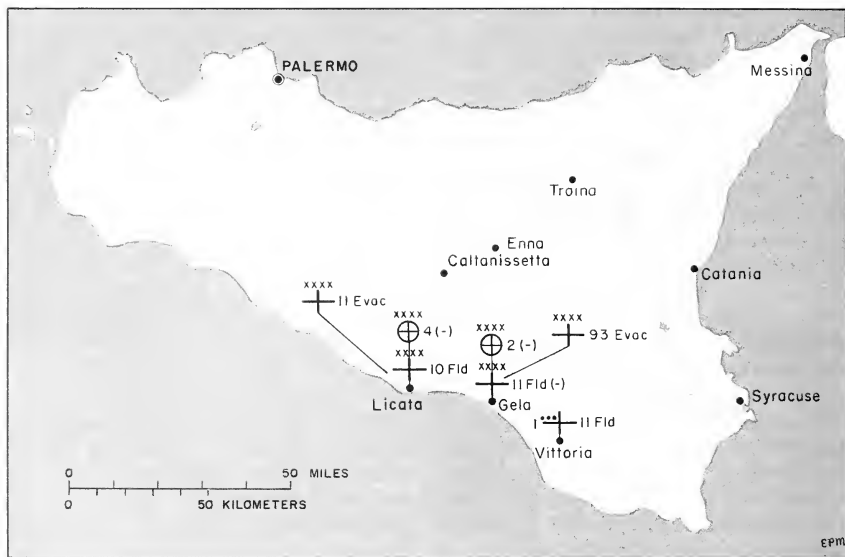 PALERMO
Messina
Troina
Enna
Caltanissetta
Catania
xxxx
11 Evac
xxxx
4(-)
xxxx
10 Fld
Licata
xxxx
2(-)
xxxx
11 Fld(-)
Gela
xxxx
93 Evac
1 ••• 11 Fld
Vittoria
Syracuse
0 50 MILES
0 50 KILOMETERS
EPM